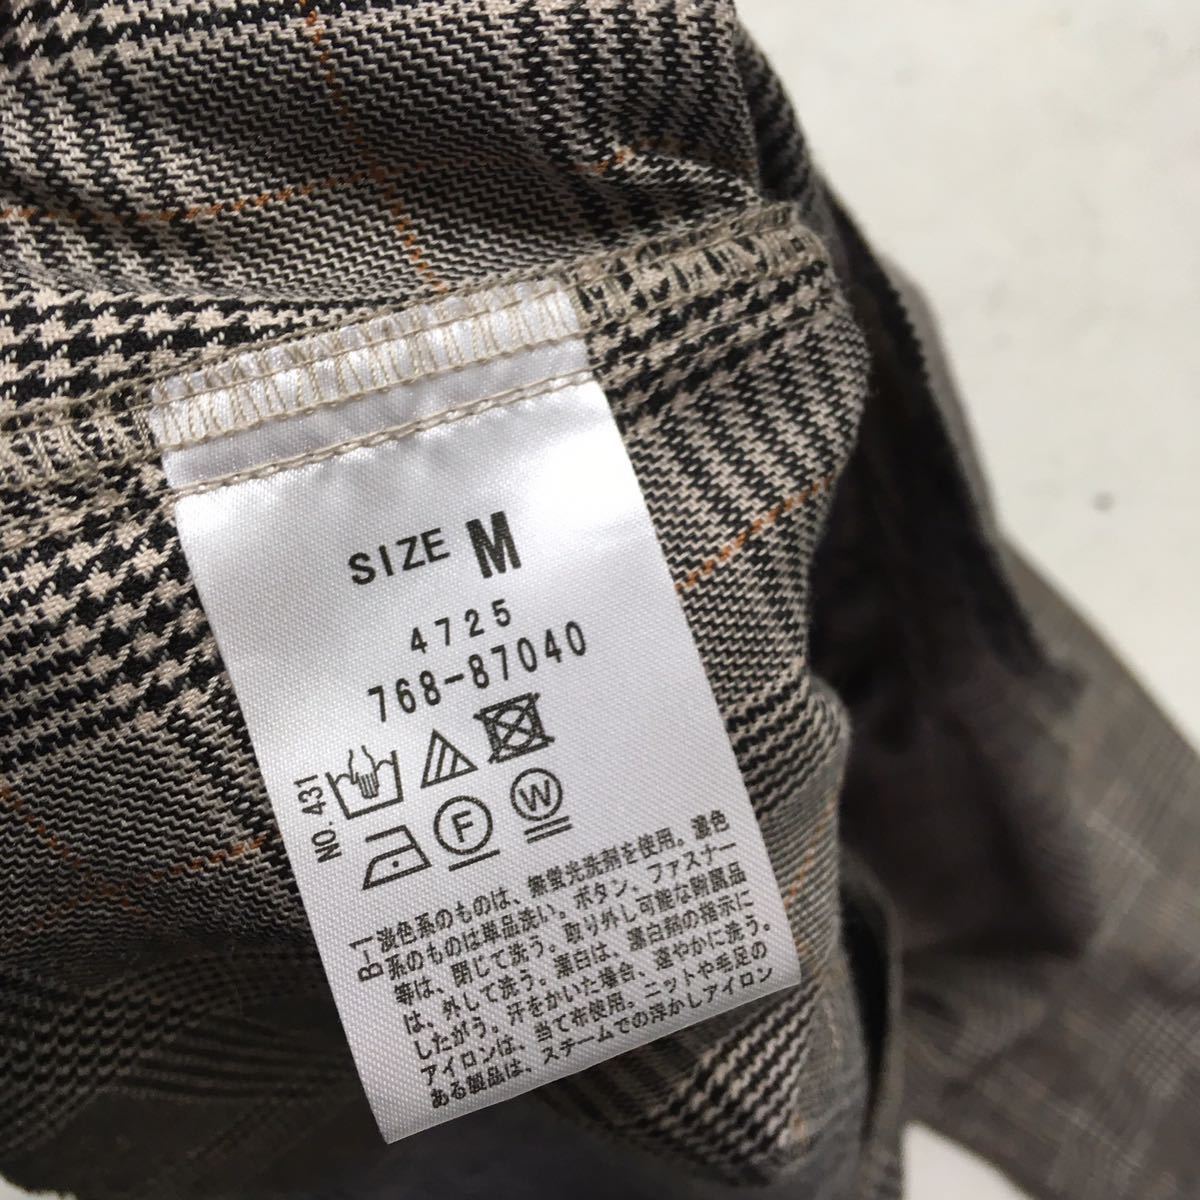 SIZE M
4725
768-87040
NO. 431
F
W
B-1
淡色系のものは、無蛍光洗剤を使用。濃色
系のものは単品洗い。ボタン、ファスナー
等は、閉じて洗う。取り外し可能な附属品
は、外して洗う。漂白は、漂白剤の指示に
したがう。汗をかいた場合、速やかに洗う。
アイロンは、当て布使用。ニットや毛足の
ある製品は、スチームでの浮かしアイロン